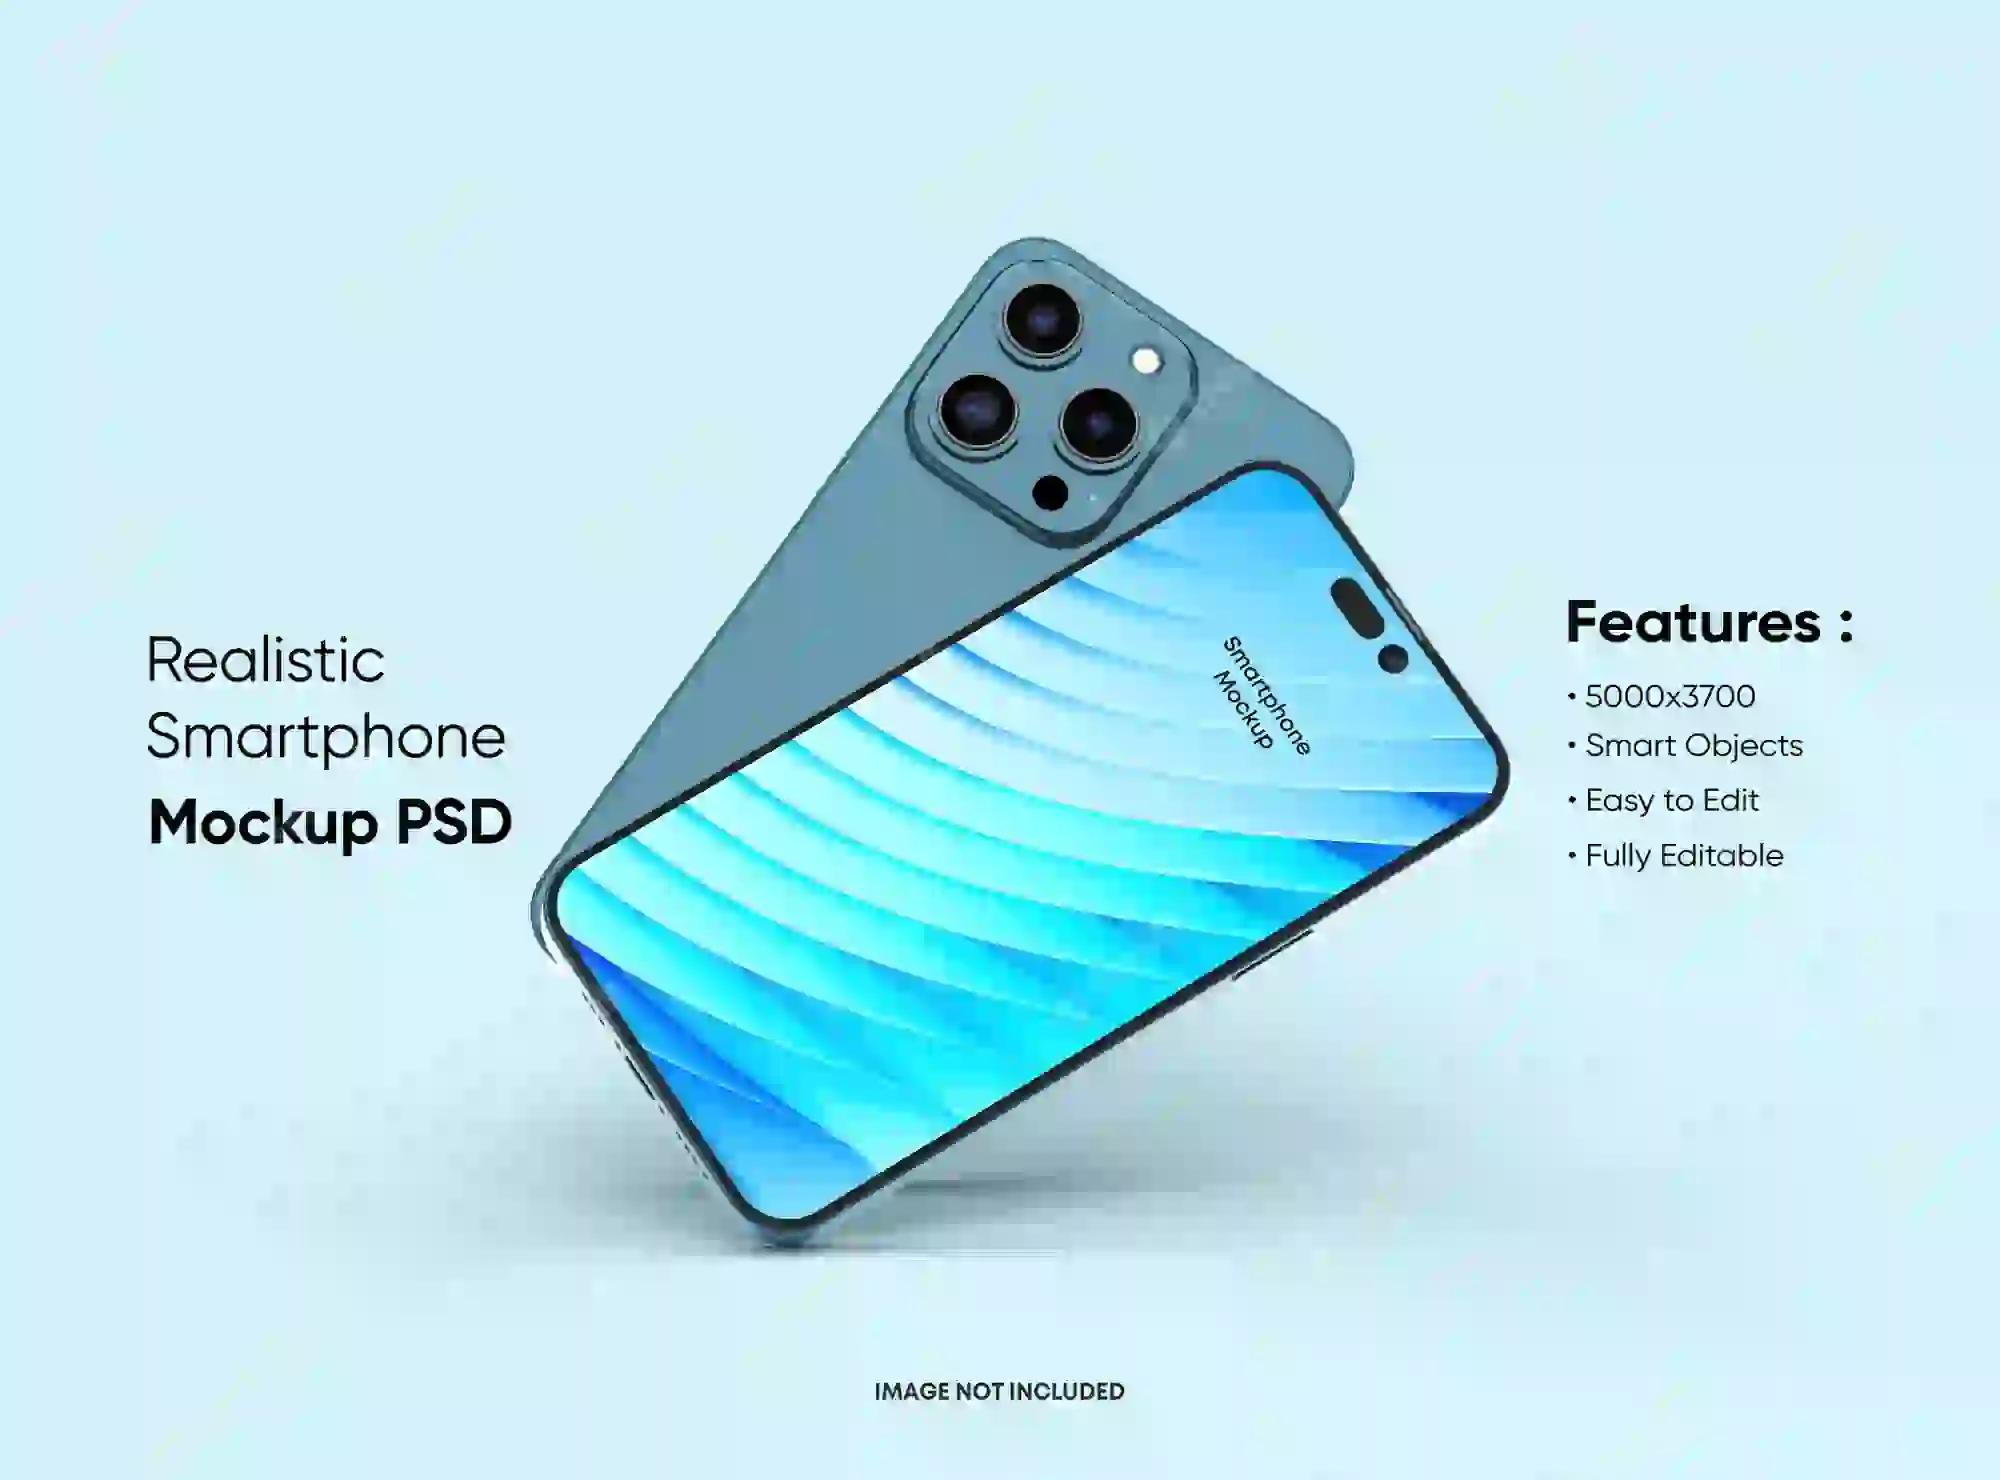 Realistic
Smartphone
Mockup PSD
Smartphone
Mockup
Features :
• 5000x3700
• Smart Objects
• Easy to Edit
• Fully Editable
IMAGE NOT INCLUDED